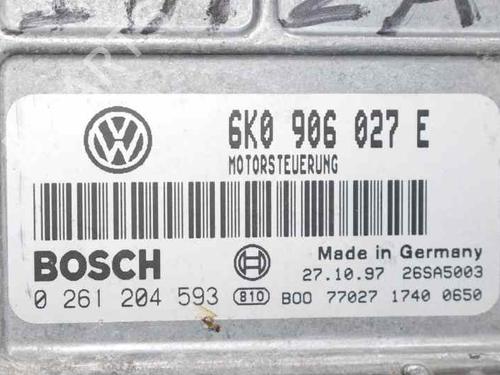 6K0 906 027 E
MOTORSTEUERUNG
BOSCH
Made in Germany
27.10.97 26SA5003
0 261 204 593 810 B00 77027 1740 0650